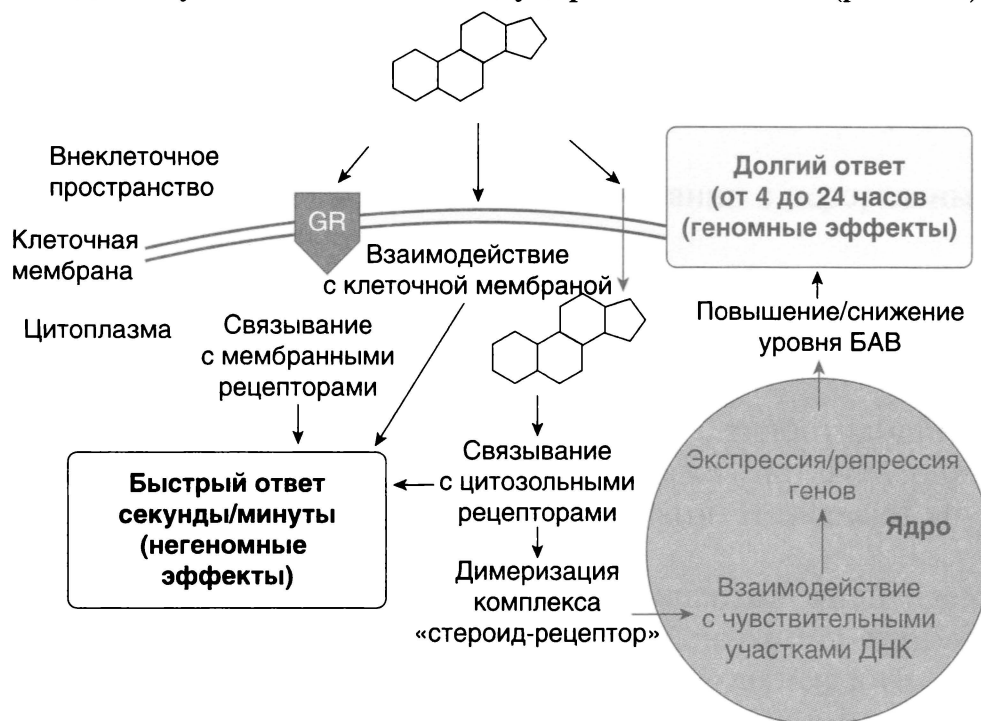 Внеклеточное
пространство
GR
Клеточная
мембрана
Цитоплазма
Взаимодействие
с клеточной мембраной
Связывание
с мембранными
рецепторами
Быстрый ответ
секунды/минуты
(негеномные
эффекты)
Связывание
с цитозольными
рецепторами
Димеризация
комплекса
«стероид-рецептор»
Взаимодействие
с чувствительными
участками ДНК
Ядро
Экспрессия/репрессия
генов
Повышение/снижение
уровня БАВ
Долгий ответ
(от 4 до 24 часов
(геномные эффекты)